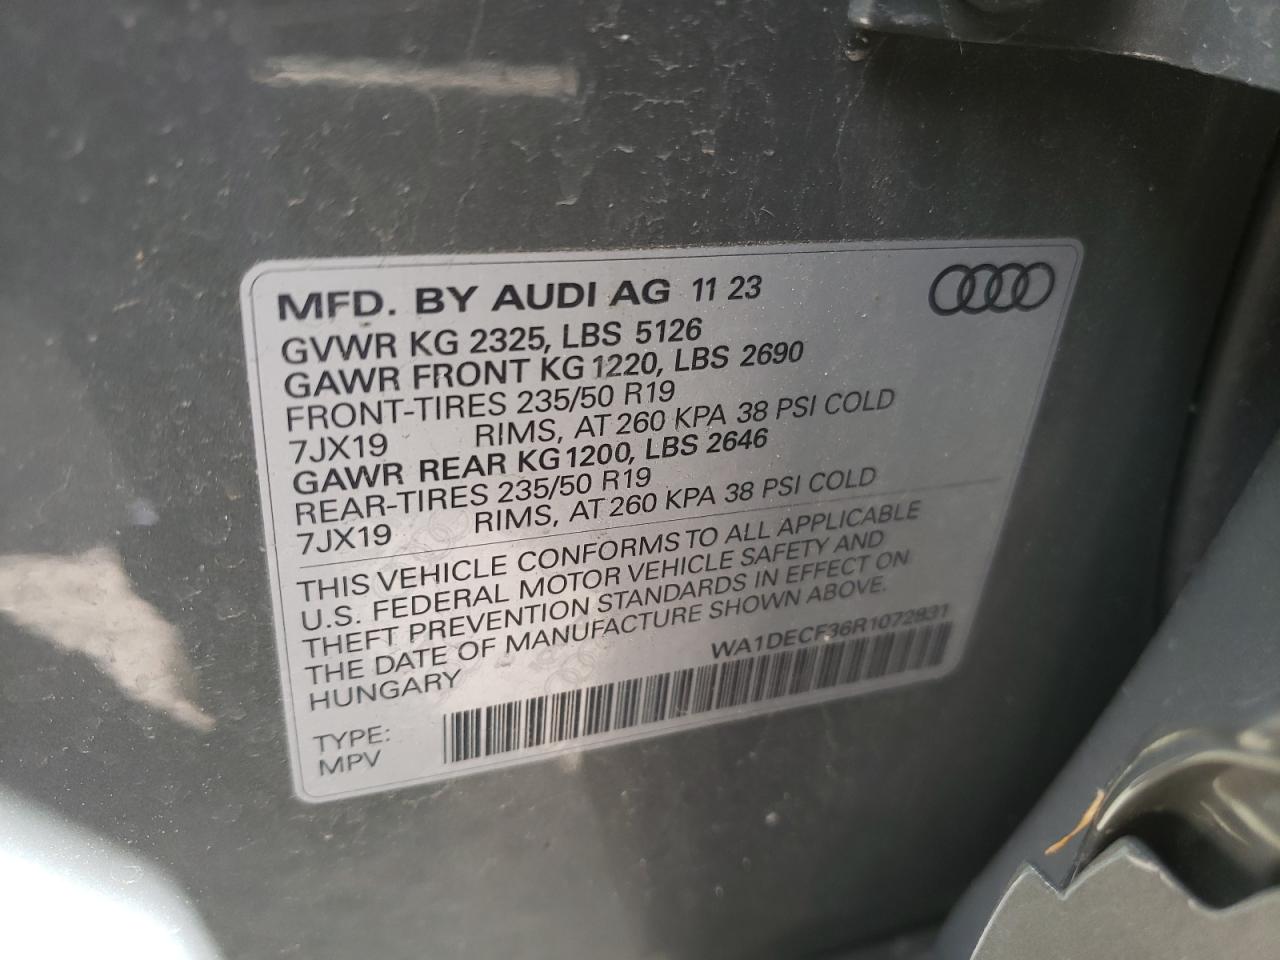 MFD. BY AUDI AG 11 23
GVWR KG 2325, LBS 5126
GAWR FRONT KG 1220, LBS 2690
FRONT-TIRES 235/50 R19
7JX19 RIMS, AT 260 KPA 38 PSI COLD
GAWR REAR KG 1200, LBS 2646
REAR-TIRES 235/50 R19
7JX19 RIMS, AT 260 KPA 38 PSI COLD
THIS VEHICLE CONFORMS TO ALL APPLICABLE
U.S. FEDERAL MOTOR VEHICLE SAFETY AND
THEFT PREVENTION STANDARDS IN EFFECT ON
THE DATE OF MANUFACTURE SHOWN ABOVE.
HUNGARY WA1DECF36R1072931
TYPE:
MPV